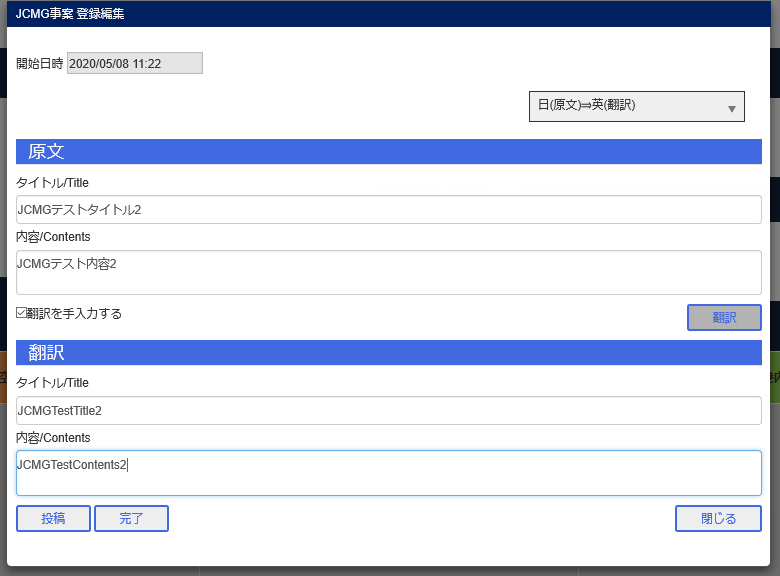 JCMG事案 登録編集
開始日時 2020/05/08 11:22
日(原文)⇒英(翻訳)
原文
タイトル/Title
JCMGテストタイトル2
内容/Contents
JCMGテスト内容2
翻訳を手入力する
翻訳
翻訳
タイトル/Title
JCMGTestTitle2
内容/Contents
JCMGTestContents2
投稿 完了 閉じる